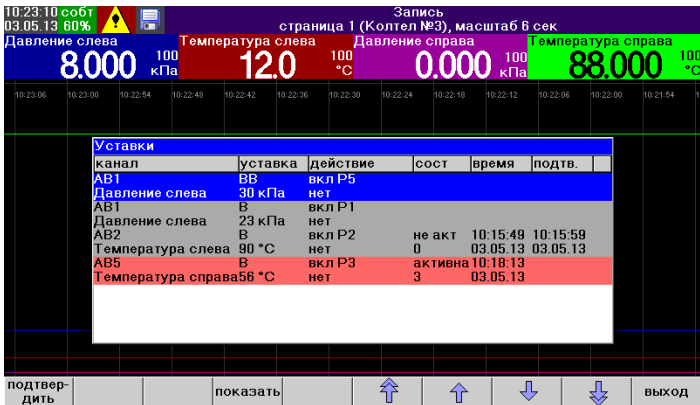 10:23:10 собт
03.05.13 60%
Запись
страница 1 (Колтел №3), масштаб 6 сек
Давление слева
8.000
100
кПа
Температура слева
12.0
100
°C
Давление справа
0.000
100
кПа
Температура справа
88.000
100
°C
10:23:06 10:23:00 10:22:54 10:22:48 10:22:42 10:22:36 10:22:30 10:22:24 10:22:18 10:22:12 10:22:06 10:22:00 10:21:54
Уставки
канал уставка действие сост время подтв.
АВ1 ВВ вкл Р5
Давление слева 30 кПа нет
АВ1 В вкл Р1
Давление слева 23 кПа нет
АВ2 В вкл Р2 не акт 10:15:49 10:15:59
Температура слева 90 °C нет 0 03.05.13 03.05.13
АВ5 В вкл Р3 активна 10:18:13
Температура справа 56 °C нет 3 03.05.13
подтвер-
дить
показать
выход